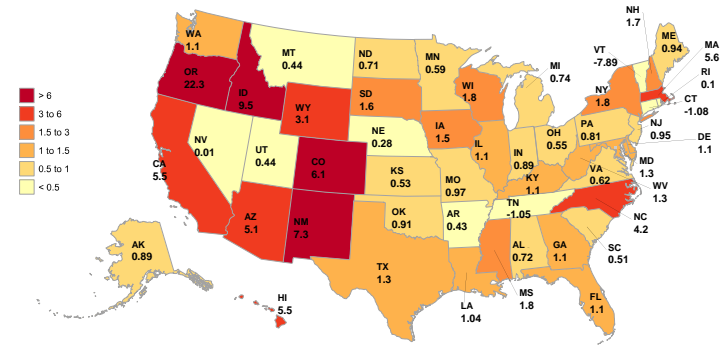 > 6
3 to 6
1.5 to 3
1 to 1.5
0.5 to 1
< 0.5
WA
1.1
OR
22.3
ID
9.5
MT
0.44
ND
0.71
MN
0.59
MI
0.74
SD
1.6
WI
1.8
WY
3.1
NV
0.01
CA
5.5
UT
0.44
CO
6.1
NE
0.28
IA
1.5
IL
1.1
IN
0.89
OH
0.55
KS
0.53
MO
0.97
KY
1.1
AZ
5.1
NM
7.3
OK
0.91
AR
0.43
TN
-1.05
TX
1.3
LA
1.04
MS
1.8
AL
0.72
GA
1.1
FL
1.1
SC
0.51
NC
4.2
VA
0.62
WV
1.3
MD
1.3
DE
1.1
NJ
0.95
PA
0.81
NY
1.8
CT
-1.08
RI
0.1
MA
5.6
VT
-7.89
NH
1.7
ME
0.94
AK
0.89
HI
5.5